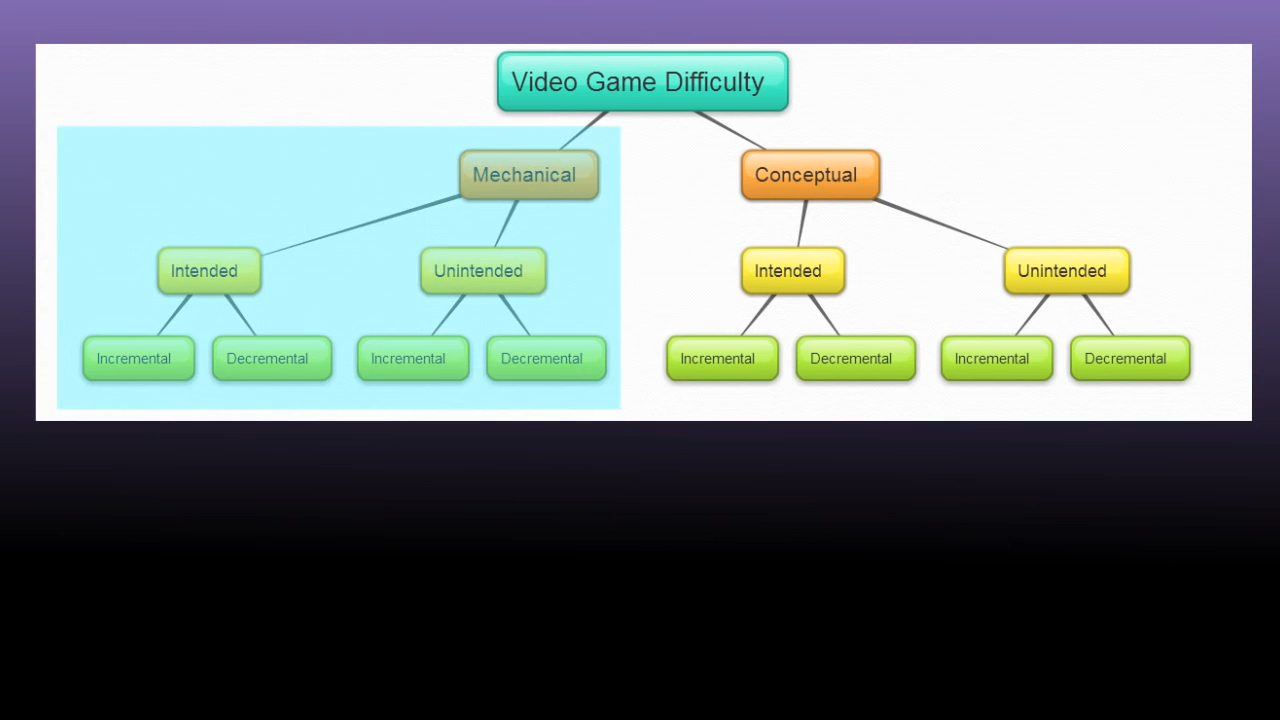 Video Game Difficulty
Mechanical
Conceptual
Intended
Unintended
Intended
Unintended
Incremental
Decremental
Incremental
Decremental
Incremental
Decremental
Incremental
Decremental